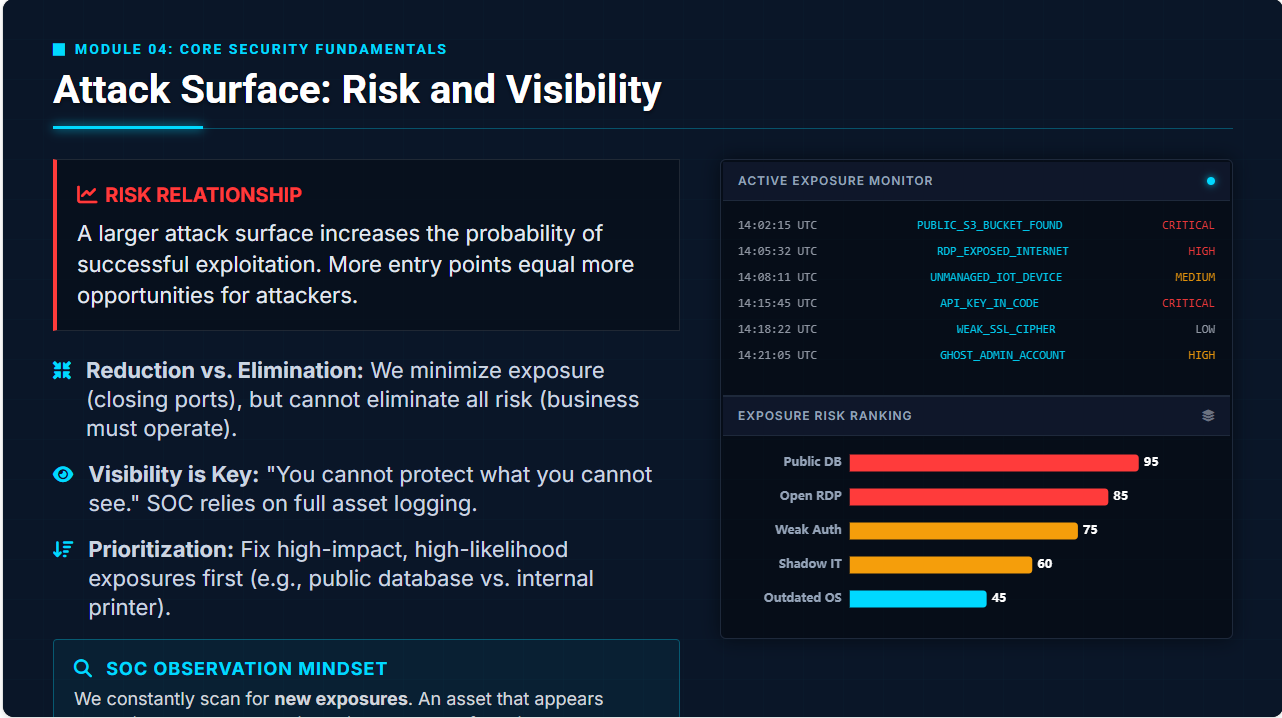 MODULE 04: CORE SECURITY FUNDAMENTALS
Attack Surface: Risk and Visibility
RISK RELATIONSHIP
A larger attack surface increases the probability of
successful exploitation. More entry points equal more
opportunities for attackers.
Reduction vs. Elimination: We minimize exposure
(closing ports), but cannot eliminate all risk (business
must operate).
Visibility is Key: "You cannot protect what you cannot
see." SOC relies on full asset logging.
Prioritization: Fix high-impact, high-likelihood
exposures first (e.g., public database vs. internal
printer).
SOC OBSERVATION MINDSET
We constantly scan for new exposures. An asset that appears
ACTIVE EXPOSURE MONITOR
14:02:15 UTC PUBLIC_S3_BUCKET_FOUND CRITICAL
14:05:32 UTC RDP_EXPOSED_INTERNET HIGH
14:08:11 UTC UNMANAGED_IOT_DEVICE MEDIUM
14:15:45 UTC API_KEY_IN_CODE CRITICAL
14:18:22 UTC WEAK_SSL_CIPHER LOW
14:21:05 UTC GHOST_ADMIN_ACCOUNT HIGH
EXPOSURE RISK RANKING
Public DB 95
Open RDP 85
Weak Auth 75
Shadow IT 60
Outdated OS 45